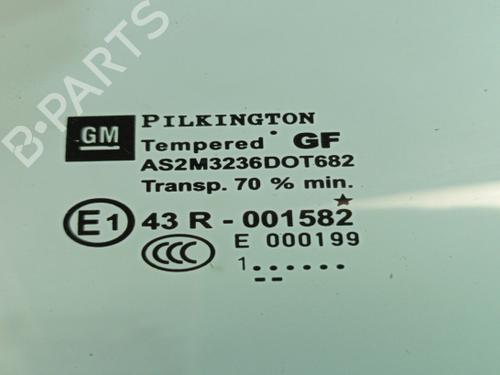 B-PARTS
GM
PILKINGTON
Tempered GF
AS2M3236DOT682
Transp. 70 % min.
E1 43 R - 001582
CCC E 000199
1......
--